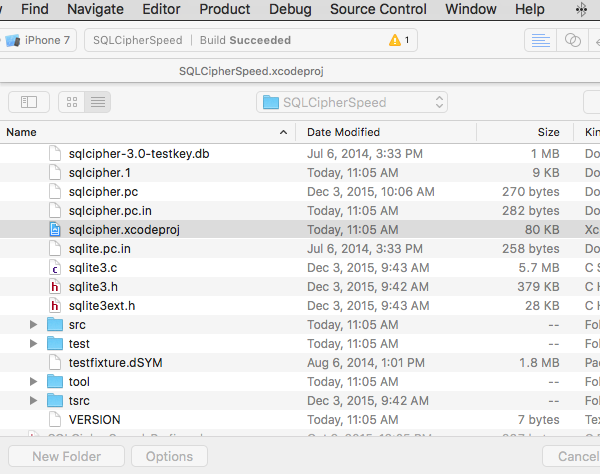 Find Navigate Editor Product Debug Source Control Window Help
iPhone 7 SQLCipherSpeed | Build Succeeded 1
SQLCipherSpeed.xcodeproj
SQLCipherSpeed
Name Date Modified Size
sqlcipher-3.0-testkey.db Jul 6, 2014, 3:33 PM 1 MB Do
sqlcipher.1 Today, 11:05 AM 9 KB Do
sqlcipher.pc Dec 3, 2015, 10:06 AM 270 bytes Do
sqlcipher.pc.in Today, 11:05 AM 282 bytes Do
sqlcipher.xcodeproj Today, 11:05 AM 80 KB Xc
sqlite.pc.in Jul 6, 2014, 3:33 PM 258 bytes Do
c sqlite3.c Dec 3, 2015, 9:43 AM 5.7 MB C S
h sqlite3.h Dec 3, 2015, 9:42 AM 379 KB C H
h sqlite3ext.h Dec 3, 2015, 9:43 AM 28 KB C H
src Today, 11:05 AM -- Fol
test Today, 11:05 AM -- Fol
testfixture.dSYM Aug 6, 2014, 1:01 PM 1.8 MB Pac
tool Today, 11:05 AM -- Fol
tsrc Dec 3, 2015, 9:42 AM -- Fol
VERSION Today, 11:05 AM 7 bytes Tex
New Folder Options Cancel